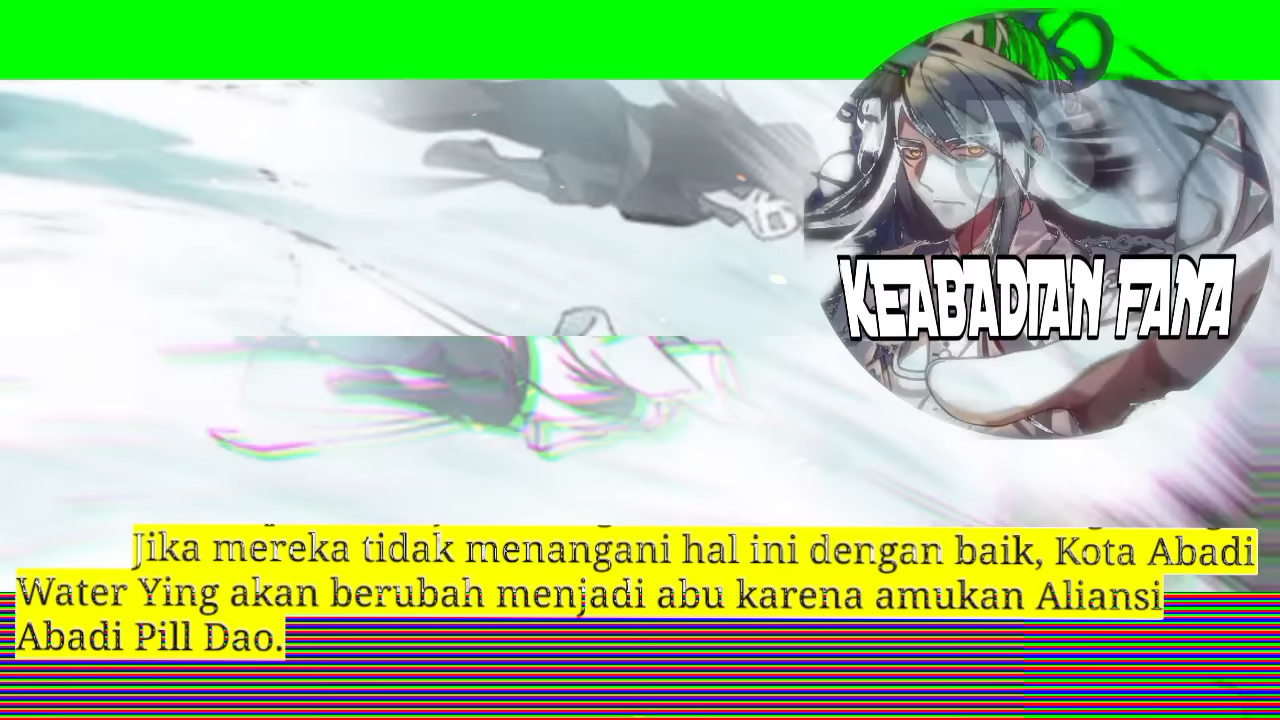 KEABADIAN FANA
Jika mereka tidak menangani hal ini dengan baik, Kota Abadi
Water Ying akan berubah menjadi abu karena amukan Aliansi
Abadi Pill Dao.